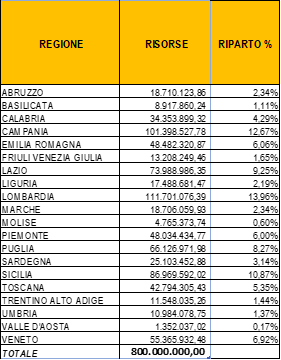 REGIONE RISORSE RIPARTO %
ABRUZZO 18.710.123,86 2,34%
BASILICATA 8.917.860,24 1,11%
CALABRIA 34.353.899,32 4,29%
CAMPANIA 101.398.527,78 12,67%
EMILIA ROMAGNA 48.482.320,87 6,06%
FRIULI VENEZIA GIULIA 13.208.249,46 1,65%
LAZIO 73.988.986,35 9,25%
LIGURIA 17.488.681,47 2,19%
LOMBARDIA 111.701.076,39 13,96%
MARCHE 18.706.059,93 2,34%
MOLISE 4.765.373,74 0,60%
PIEMONTE 48.034.434,77 6,00%
PUGLIA 66.126.971,98 8,27%
SARDEGNA 25.103.452,88 3,14%
SICILIA 86.969.592,02 10,87%
TOSCANA 42.794.305,43 5,35%
TRENTINO ALTO ADIGE 11.548.035,26 1,44%
UMBRIA 10.984.078,75 1,37%
VALLE D'AOSTA 1.352.037,02 0,17%
VENETO 55.365.932,48 6,92%
TOTALE 800.000.000,00